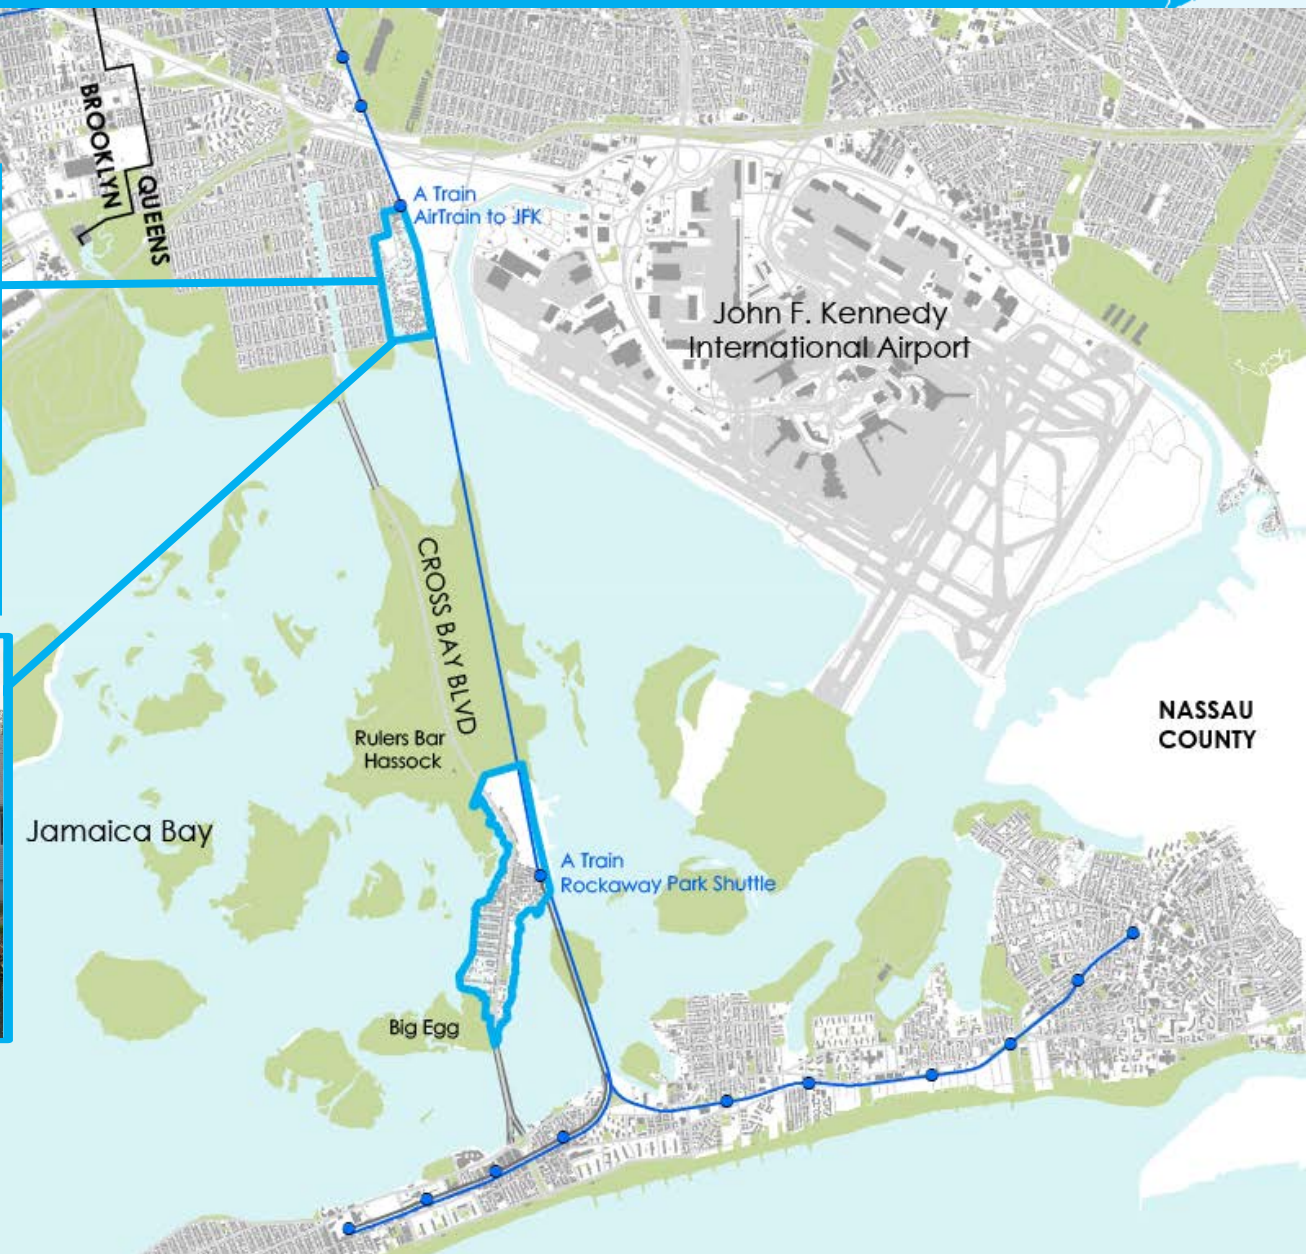 BROOKLYN
QUEENS
A Train
AirTrain to JFK
John F. Kennedy
International Airport
CROSS BAY BLVD
Rulers Bar
Hassock
NASSAU
COUNTY
Jamaica Bay
A Train
Rockaway Park Shuttle
Big Egg